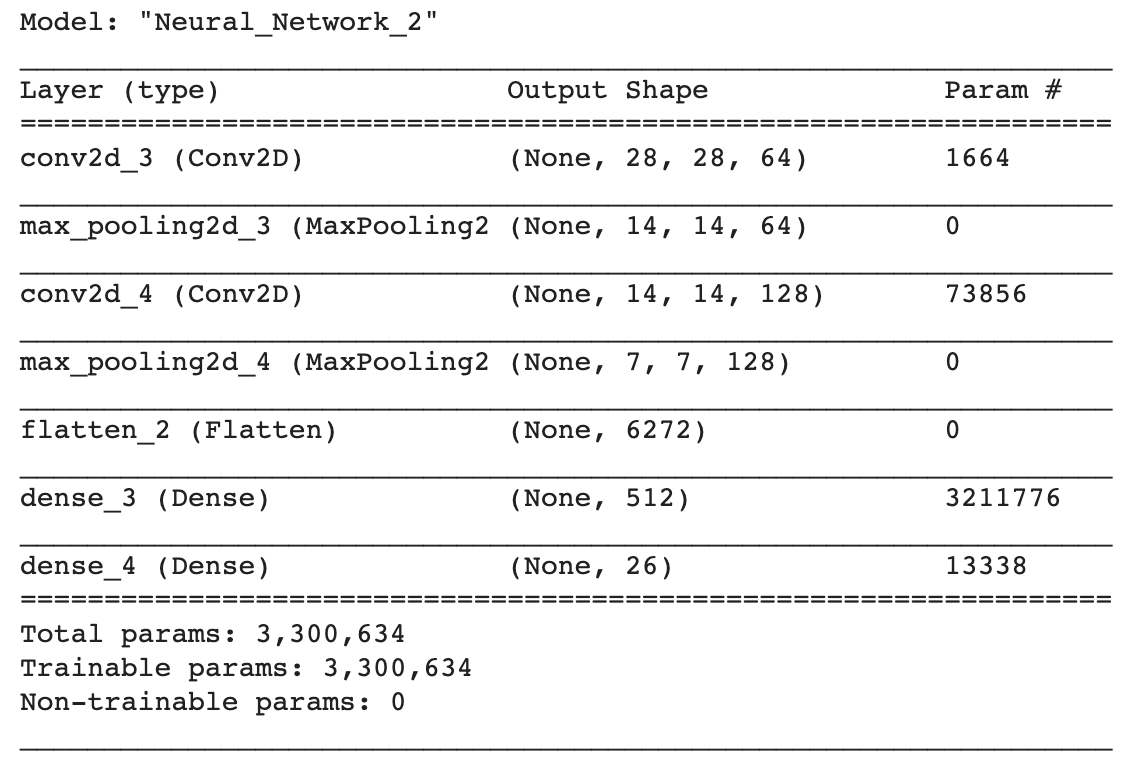 Model: "Neural_Network_2"
Layer (type) Output Shape Param #
conv2d_3 (Conv2D) (None, 28, 28, 64) 1664
max_pooling2d_3 (MaxPooling2 (None, 14, 14, 64) 0
conv2d_4 (Conv2D) (None, 14, 14, 128) 73856
max_pooling2d_4 (MaxPooling2 (None, 7, 7, 128) 0
flatten_2 (Flatten) (None, 6272) 0
dense_3 (Dense) (None, 512) 3211776
dense_4 (Dense) (None, 26) 13338
Total params: 3,300,634
Trainable params: 3,300,634
Non-trainable params: 0